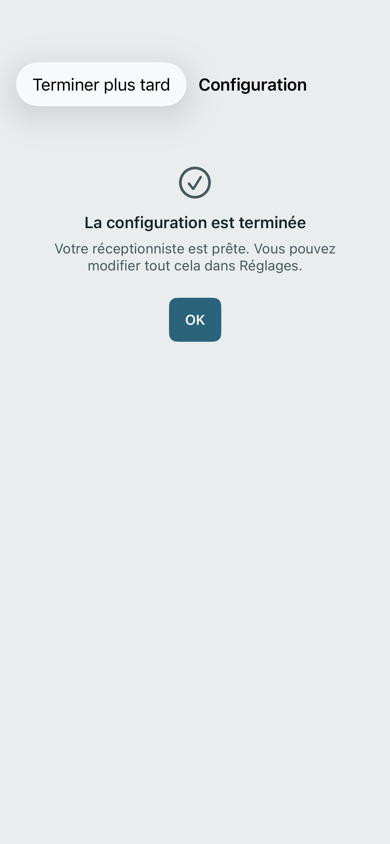 Terminer plus tard
Configuration
La configuration est terminée
Votre réceptionniste est prête. Vous pouvez
modifier tout cela dans Réglages.
OK